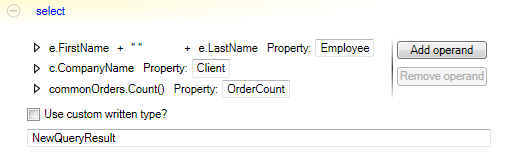 select
e.FirstName + " " + e.LastName Property: Employee
Add operand
c.CompanyName Property: Client
Remove operand
commonOrders.Count() Property: OrderCount
Use custom written type?
NewQueryResult